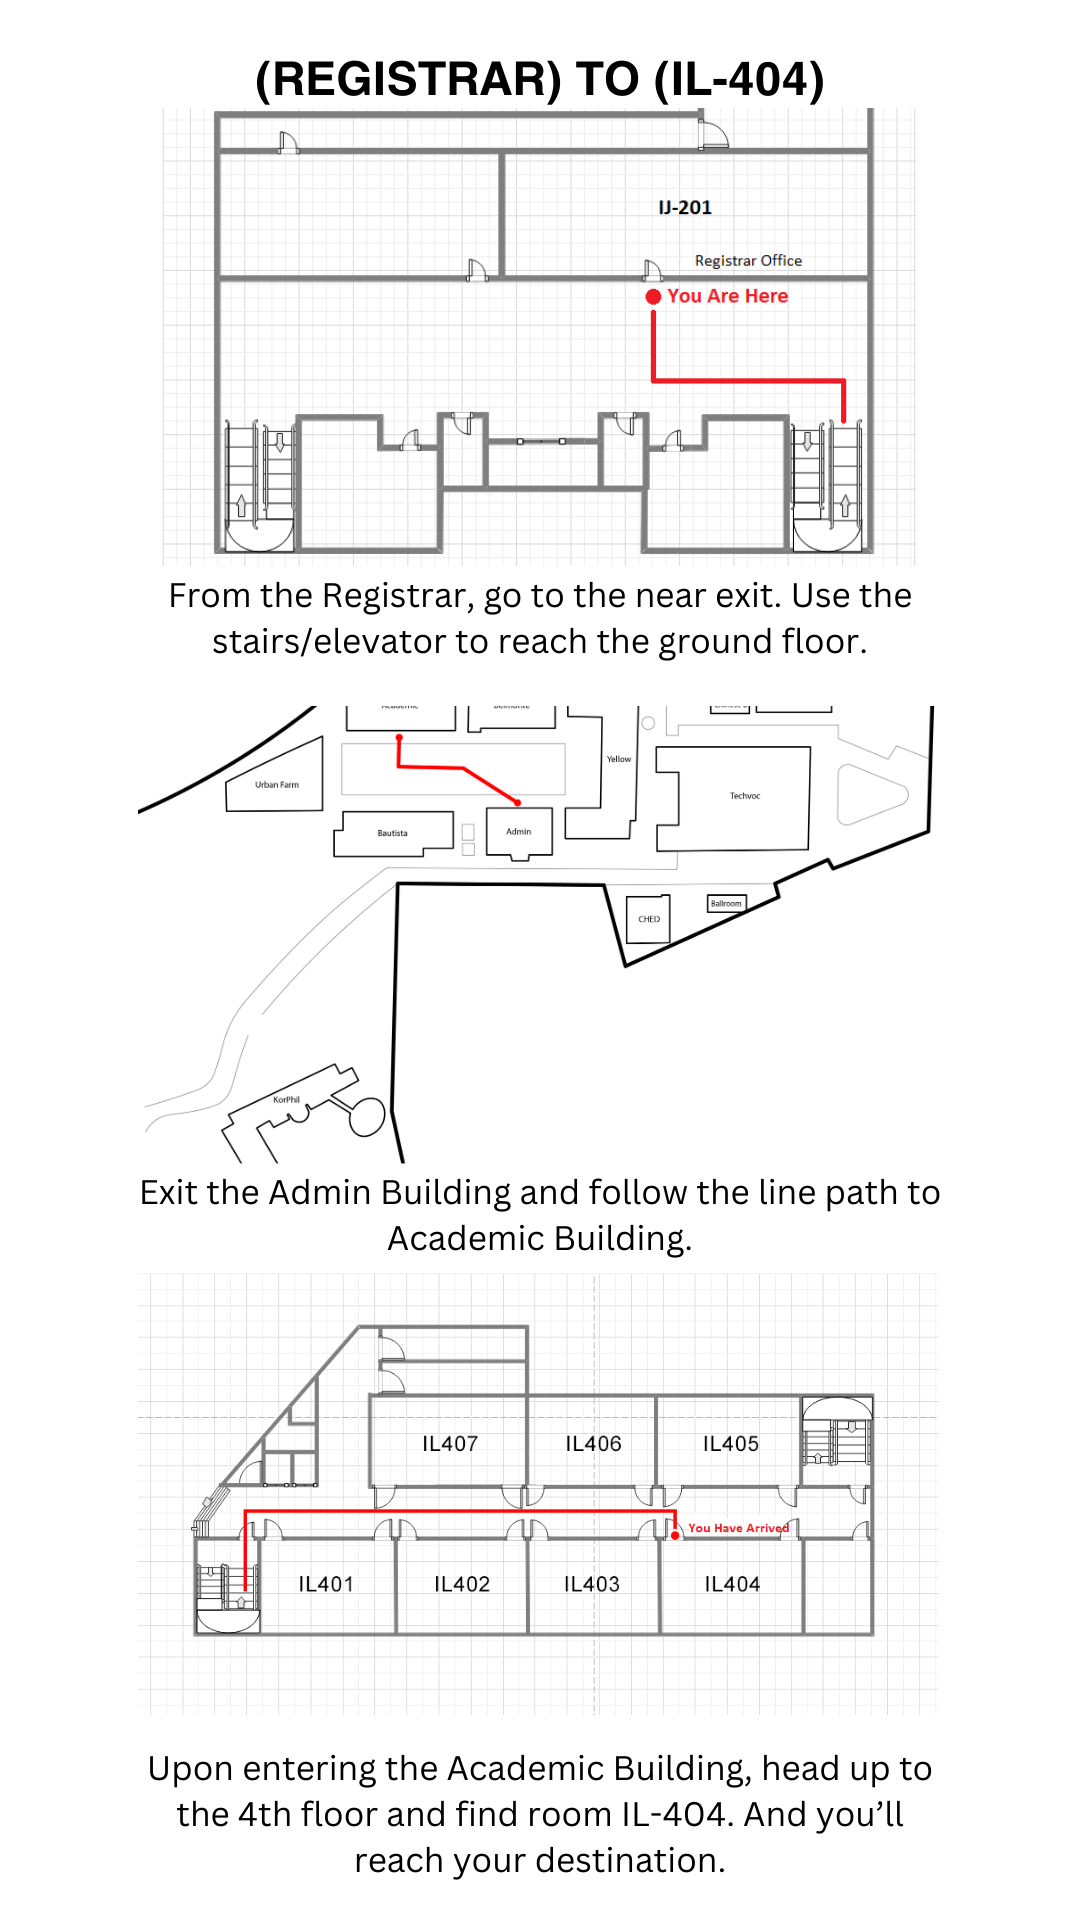 (REGISTRAR) TO (IL-404)
IJ-201
Registrar Office
You Are Here
From the Registrar, go to the near exit. Use the
stairs/elevator to reach the ground floor.
Academic
Belmonte
Yellow
Urban Farm
Techvoc
Bautista
Admin
CHED
Ballroom
KorPhil
Exit the Admin Building and follow the line path to
Academic Building.
IL407
IL406
IL405
You Have Arrived
IL401
IL402
IL403
IL404
Upon entering the Academic Building, head up to
the 4th floor and find room IL-404. And you’ll
reach your destination.